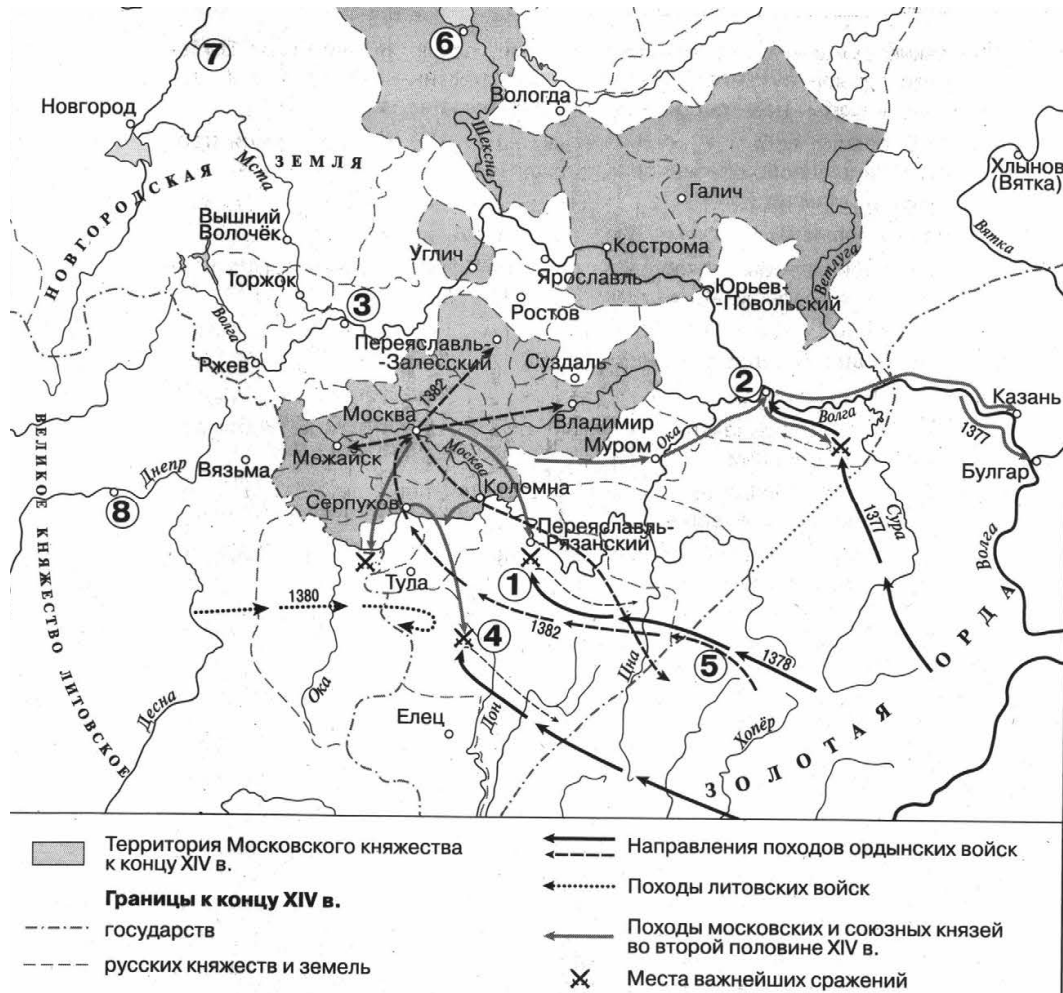 6
7
Новгород
Вологда
Шексна
Мста
НОВГОРОДСКАЯ ЗЕМЛЯ
Хлынов
(Вятка)
Галич
Вятка
Вышний
Волочёк
Углич
Кострома
Ярославль
Ветлуга
Торжок
3
Юрьев-
-Повольский
Волга
Ростов
Переяславль-
-Залесский
Суздаль
Ржев
1382
2
Казань
Москва
Владимир
Волга
1377
Муром
Ока
Можайск
Москва
Булгар
Вязьма
Днепр
8
Коломна
Серпухов
Сура
1377
Переяславль-
-Рязанский
Волга
ВЕЛИКОЕ КНЯЖЕСТВО ЛИТОВСКОЕ
Тула
1
1380
1382
4
1378
5
Цна
Десна
Ока
Елец
Дон
Хопёр
ЗОЛОТАЯ ОРДА
Территория Московского княжества
к концу XIV в.
Границы к концу XIV в.
государств
русских княжеств и земель
Направления походов ордынских войск
Походы литовских войск
Походы московских и союзных князей
во второй половине XIV в.
Места важнейших сражений